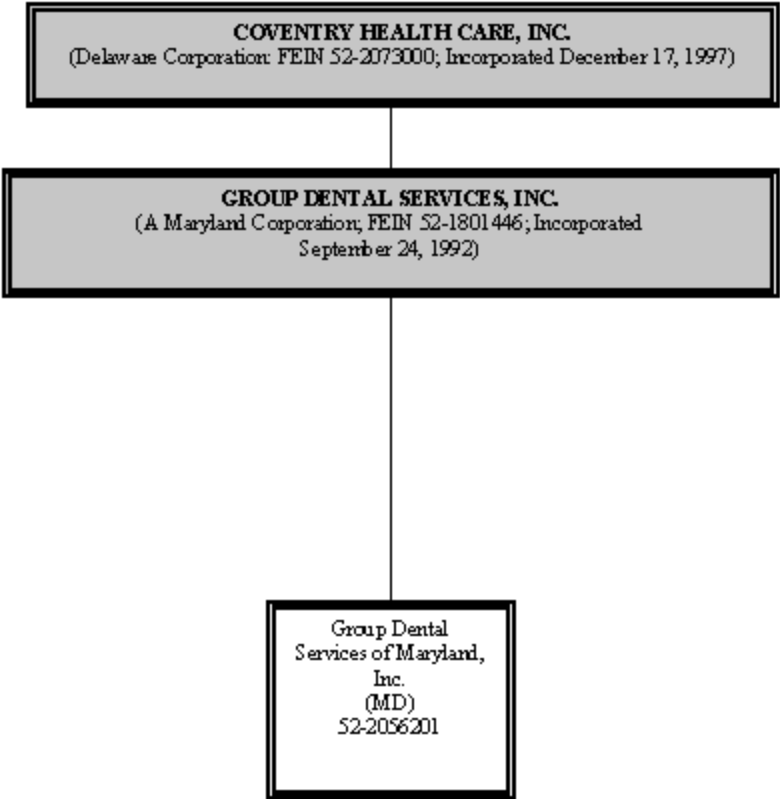 COVENTRY HEALTH CARE, INC.
(Delaware Corporation: FEIN 52-2073000; Incorporated December 17, 1997)
GROUP DENTAL SERVICES, INC.
(A Maryland Corporation; FEIN 52-1801446; Incorporated
September 24, 1992)
Group Dental
Services of Maryland,
Inc.
(MD)
52-2056201